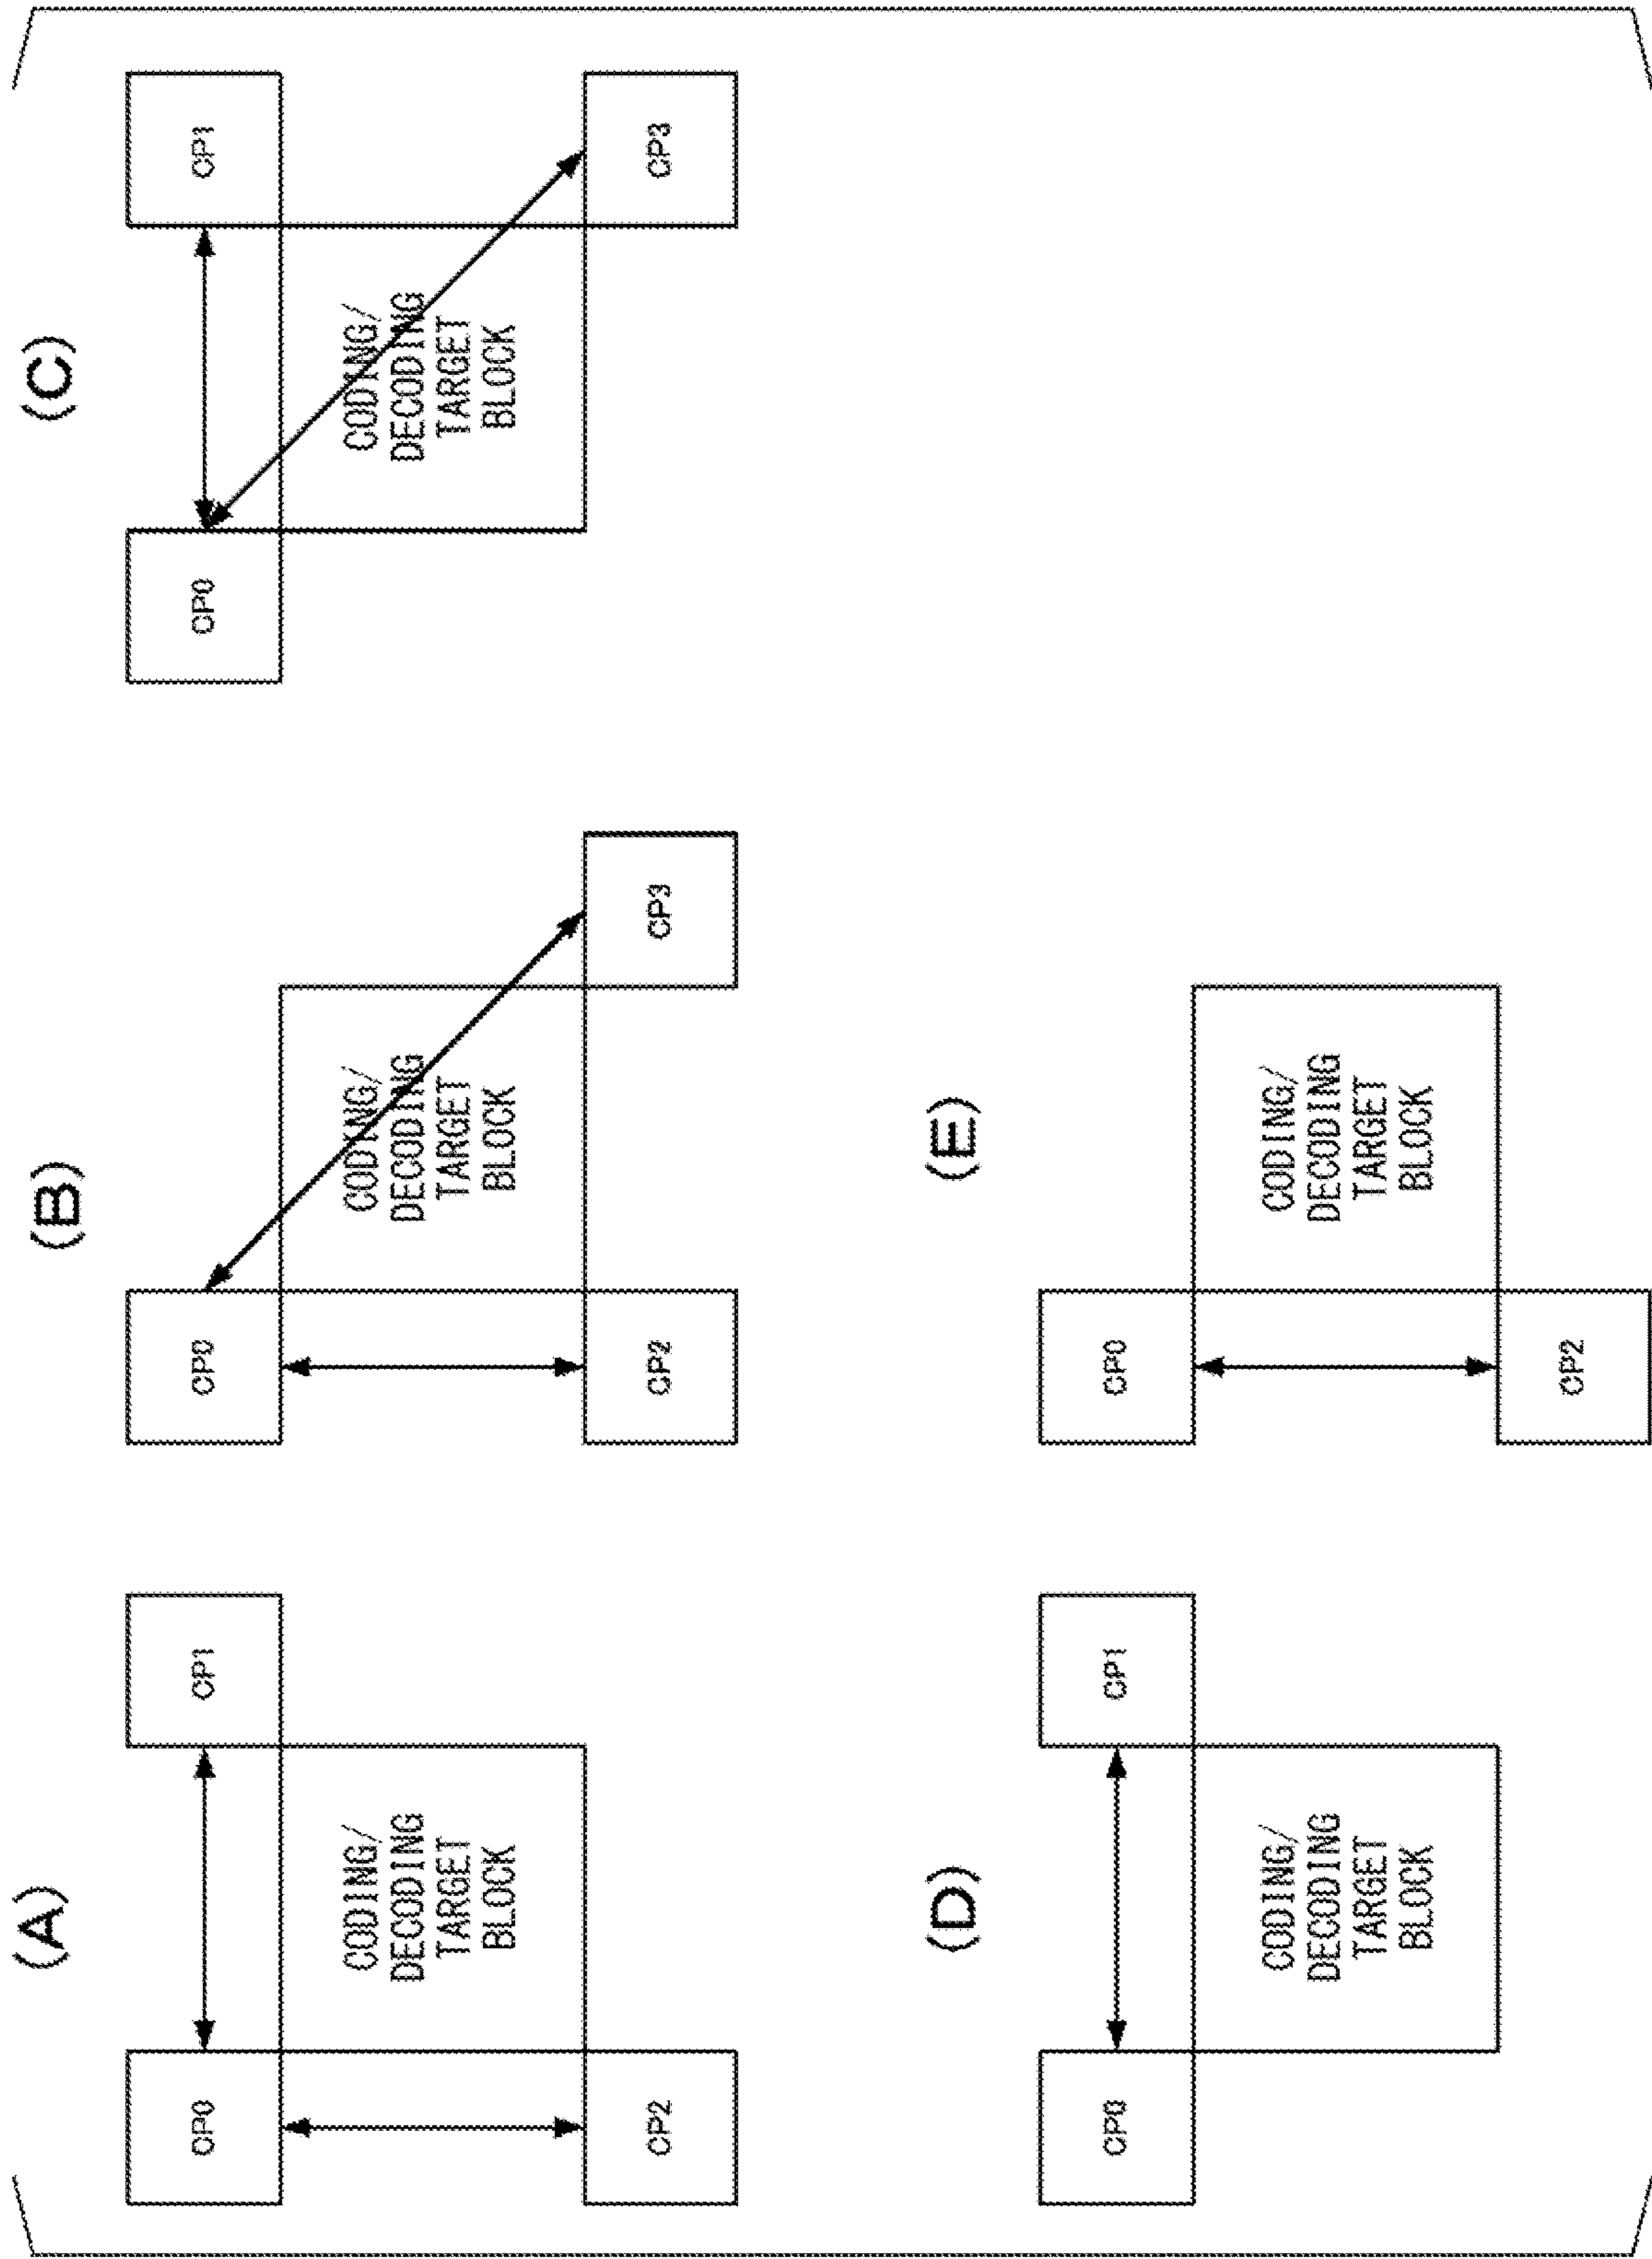 (A)
CP0
CP1
CODING/
DECODING
TARGET
BLOCK
CP2
(B)
CP0
CODING/
DECODING
TARGET
BLOCK
CP2
CP3
(C)
CP0
CP1
CODING/
DECODING
TARGET
BLOCK
CP3
(D)
CP0
CP1
CODING/
DECODING
TARGET
BLOCK
(E)
CP0
CODING/
DECODING
TARGET
BLOCK
CP2